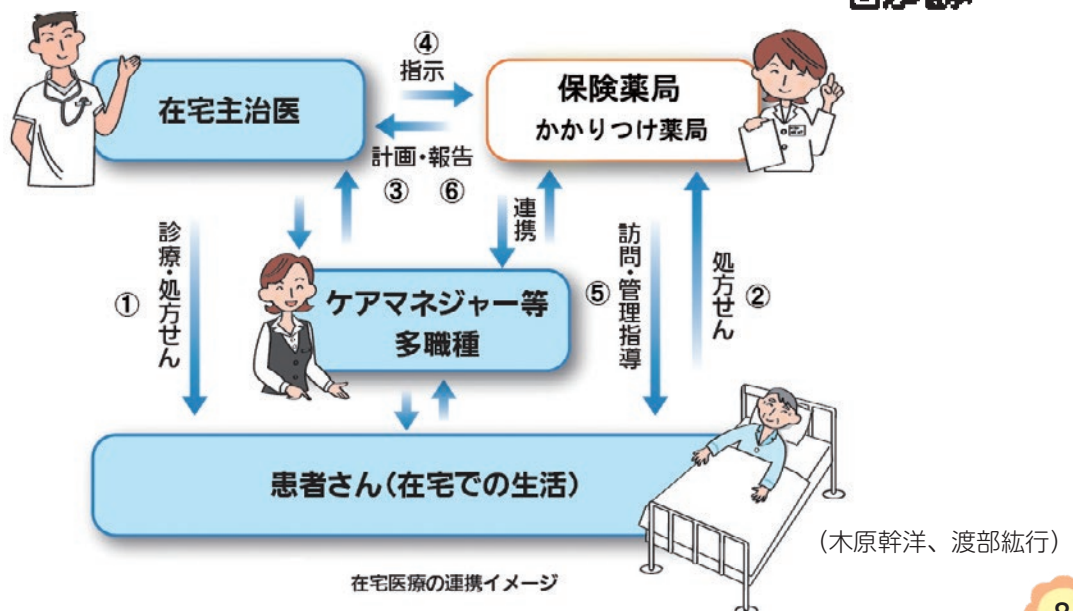 ④
指示
在宅主治医
保険薬局
かかりつけ薬局
計画・報告
③ ⑥
連携
①
診療・処方せん
ケアマネジャー等
多職種
⑤
訪問・管理指導
処方せん
②
患者さん(在宅での生活)
(木原幹洋、渡部紘行)
在宅医療の連携イメージ